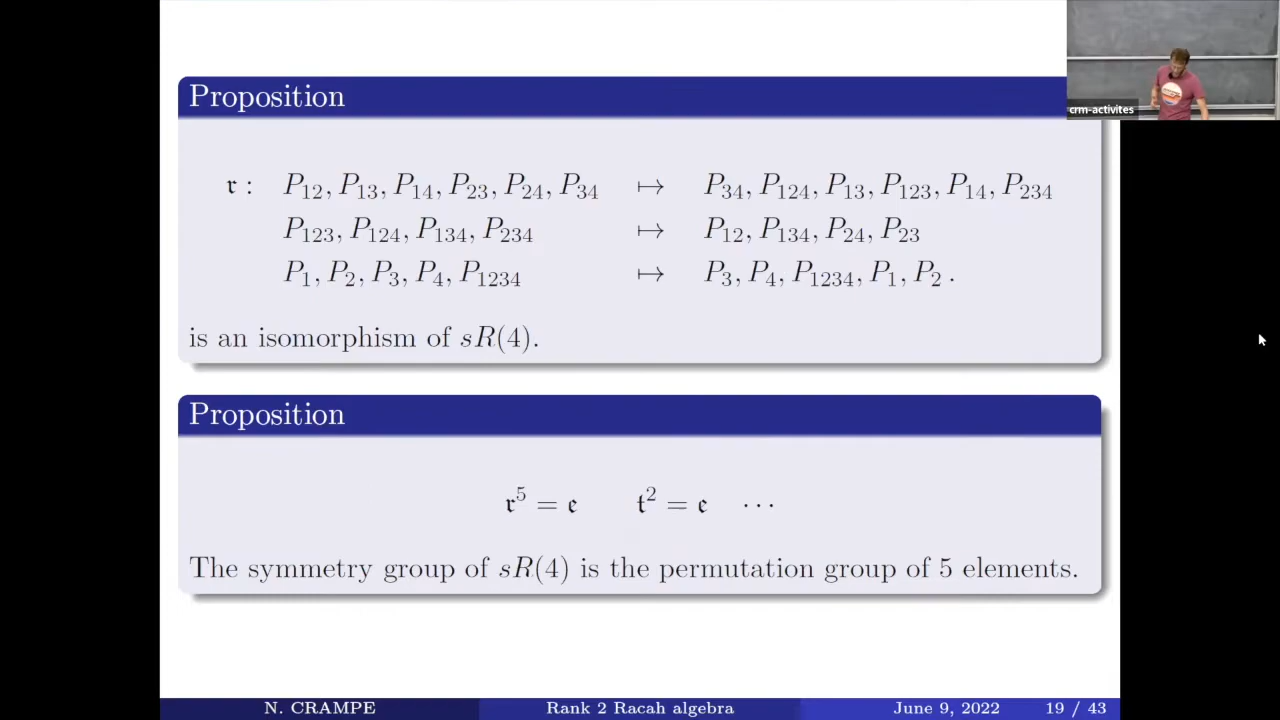 Proposition
𝔯 : P₁₂, P₁₃, P₁₄, P₂₃, P₂₄, P₃₄ ↦ P₃₄, P₁₂₄, P₁₃, P₁₂₃, P₁₄, P₂₃₄
P₁₂₃, P₁₂₄, P₁₃₄, P₂₃₄ ↦ P₁₂, P₁₃₄, P₂₄, P₂₃
P₁, P₂, P₃, P₄, P₁₂₃₄ ↦ P₃, P₄, P₁₂₃₄, P₁, P₂ .
is an isomorphism of sR(4).
Proposition
𝔯⁵ = 𝔢 𝔱² = 𝔢 ···
The symmetry group of sR(4) is the permutation group of 5 elements.
N. CRAMPE Rank 2 Racah algebra June 9, 2022 19 / 43
crm-activites